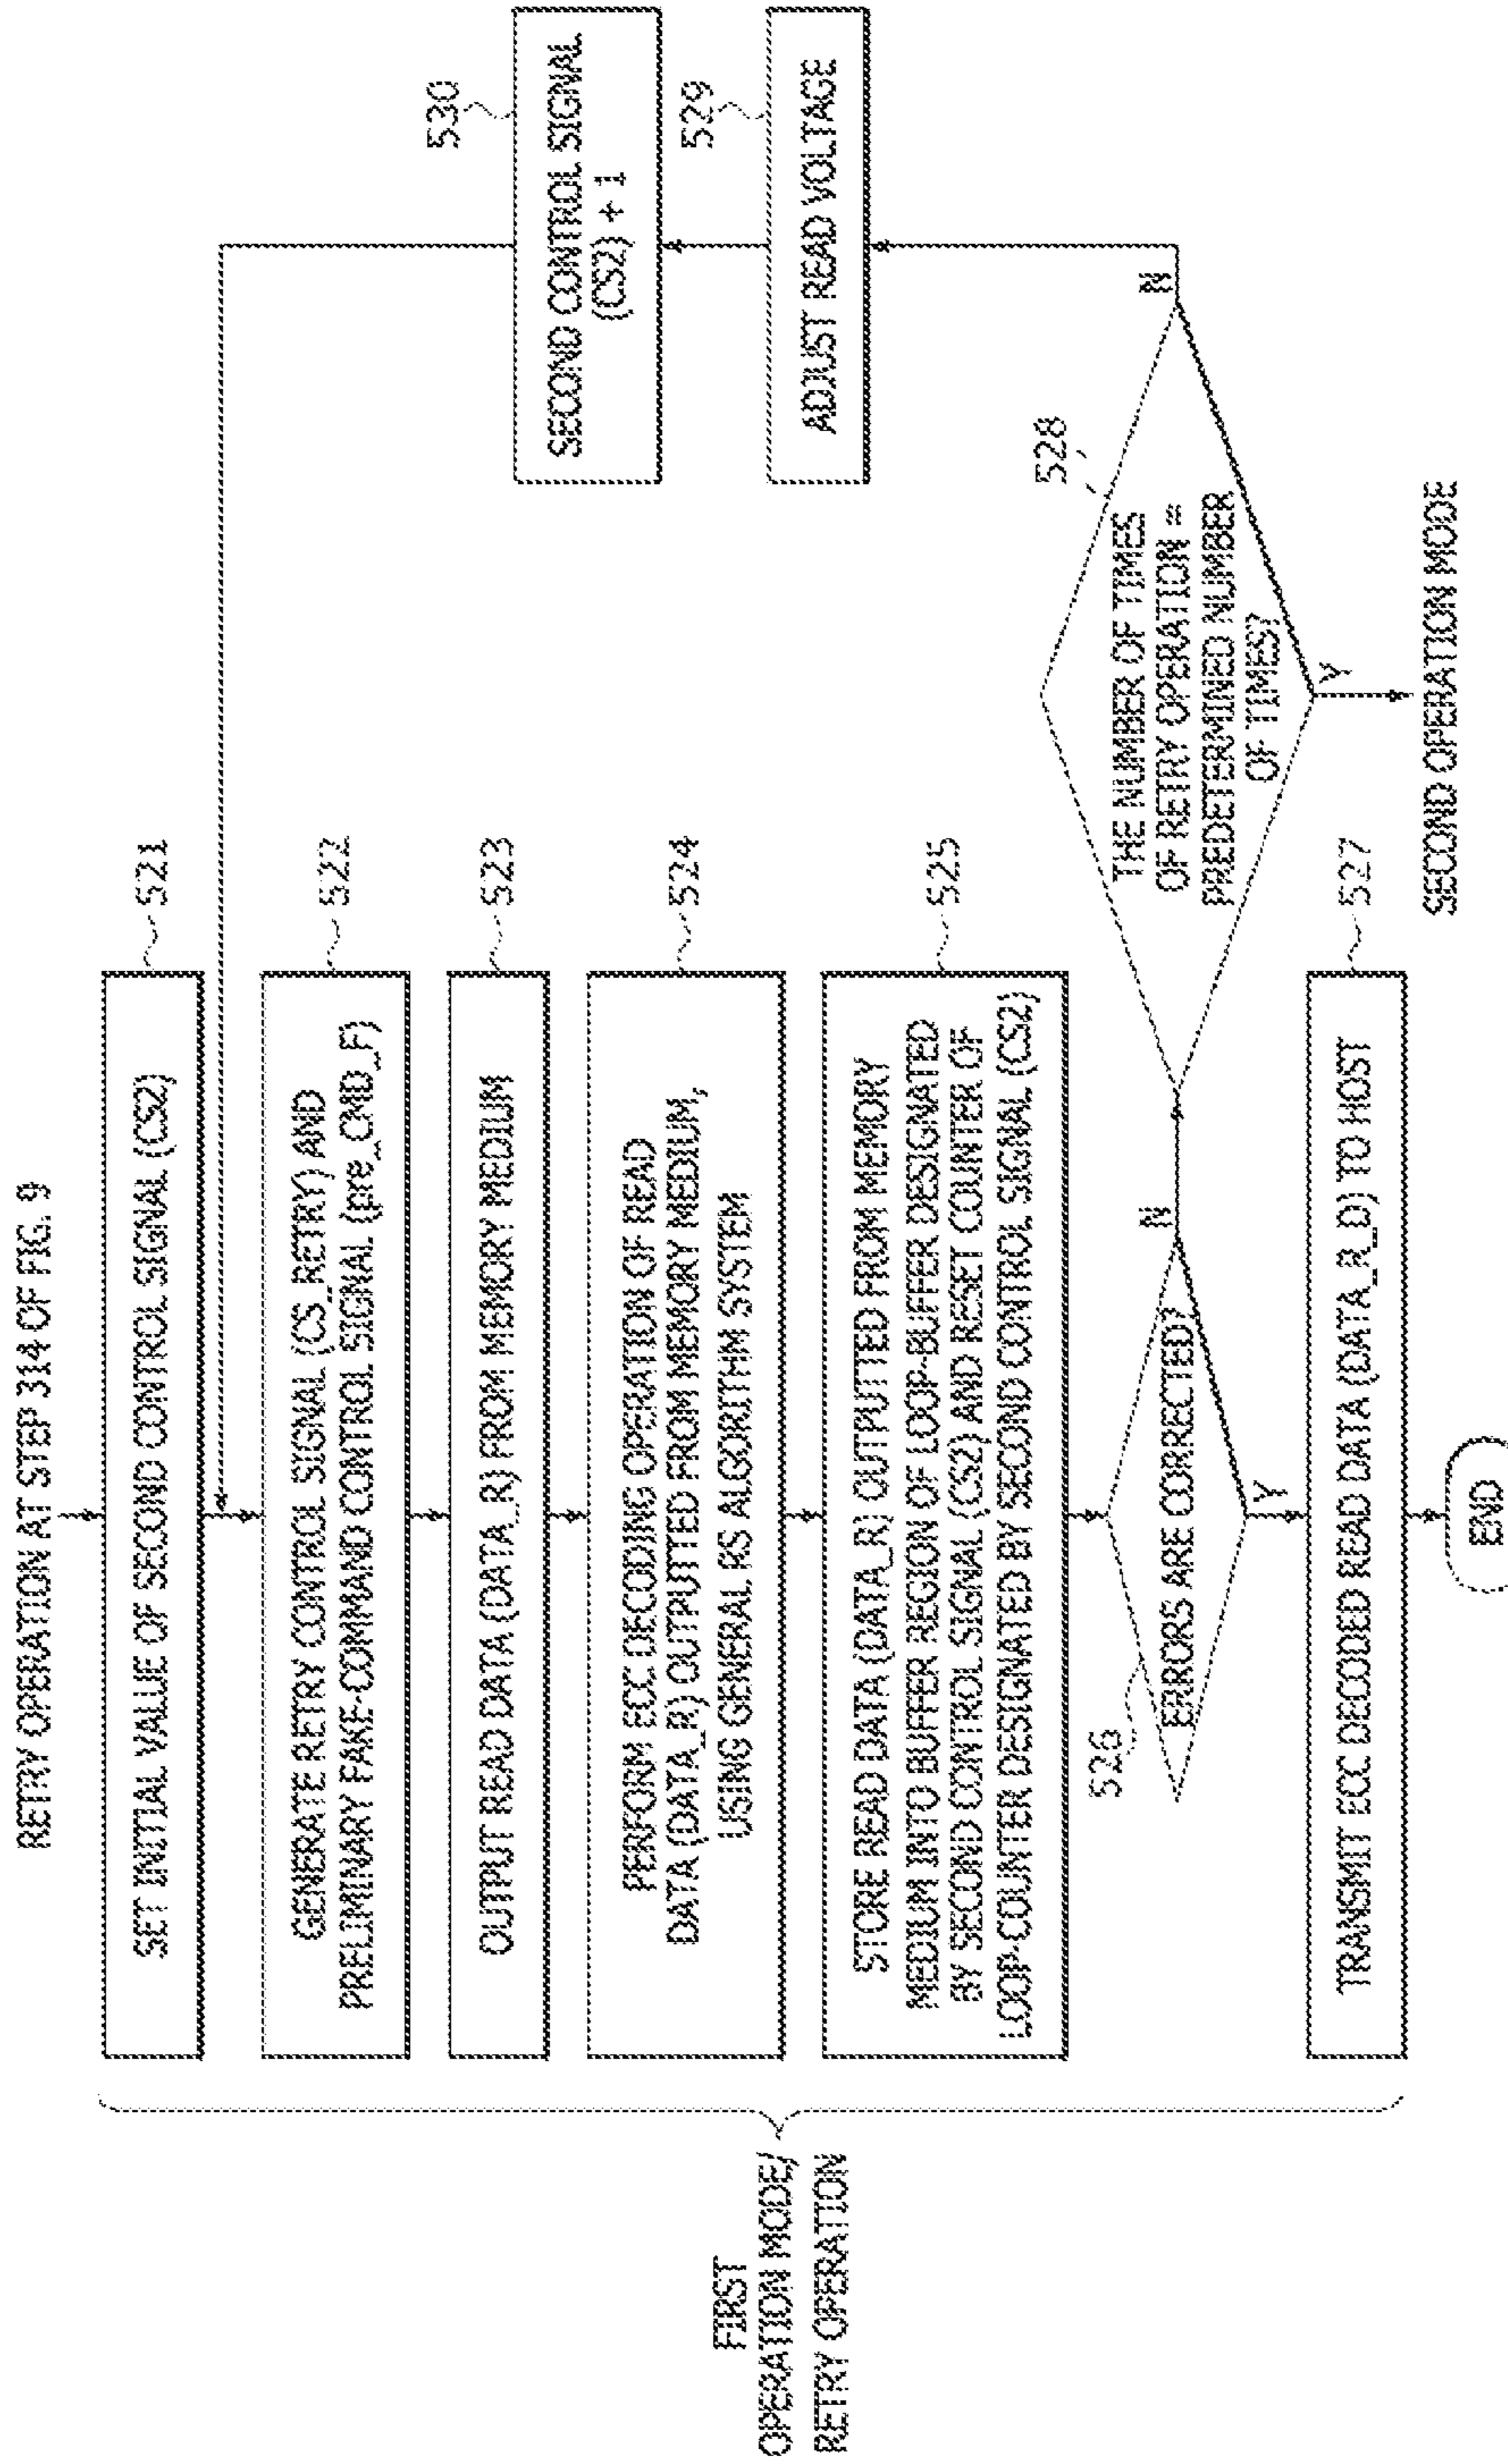 RETRY OPERATION AT STEP 314 OF FIG. 9
SET INITIAL VALUE OF SECOND CONTROL SIGNAL (CS2)
521
GENERATE RETRY CONTROL SIGNAL (CS_RETRY) AND
PRELIMINARY FAKE-COMMAND CONTROL SIGNAL (pre_CMD_F)
522
OUTPUT READ DATA (DATA_R) FROM MEMORY MEDIUM
523
PERFORM ECC DECODING OPERATION OF READ
DATA (DATA_R) OUTPUTTED FROM MEMORY MEDIUM,
USING GENERAL RS ALGORITHM SYSTEM
524
STORE READ DATA (DATA_R) OUTPUTTED FROM MEMORY
MEDIUM INTO BUFFER REGION OF LOOP-BUFFER DESIGNATED
BY SECOND CONTROL SIGNAL (CS2) AND RESET COUNTER OF
LOOP-COUNTER DESIGNATED BY SECOND CONTROL SIGNAL (CS2)
525
526
ERRORS ARE CORRECTED?
N
Y
TRANSMIT ECC DECODED READ DATA (DATA_R_D) TO HOST
527
END
528
THE NUMBER OF TIMES
OF RETRY OPERATION =
PREDETERMINED NUMBER
OF TIMES?
N
Y
SECOND OPERATION MODE
ADJUST READ VOLTAGE
529
SECOND CONTROL SIGNAL
(CS2) + 1
530
FIRST
OPERATION MODE/
RETRY OPERATION